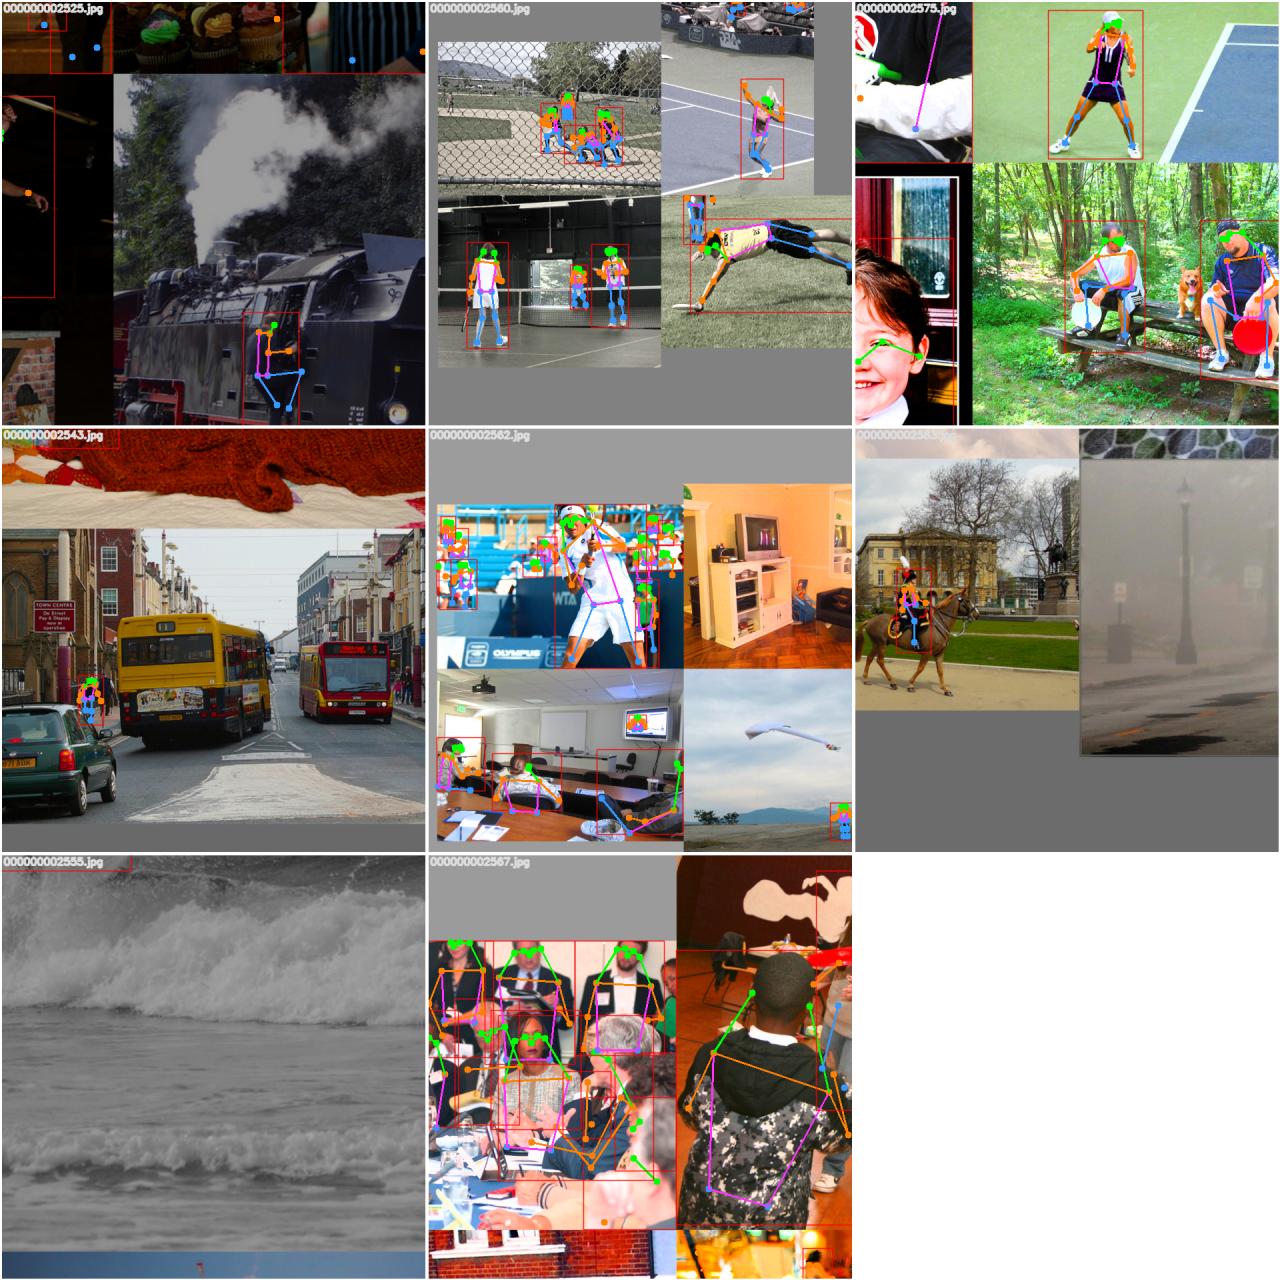 000000002525.jpg
000000002560.jpg
000000002575.jpg
000000002543.jpg
TOWN CENTRE
On Street
Pay & Display
now in
operation
000000002562.jpg
WTA
OLYMPUS
000000002583.jpg
000000002555.jpg
000000002567.jpg